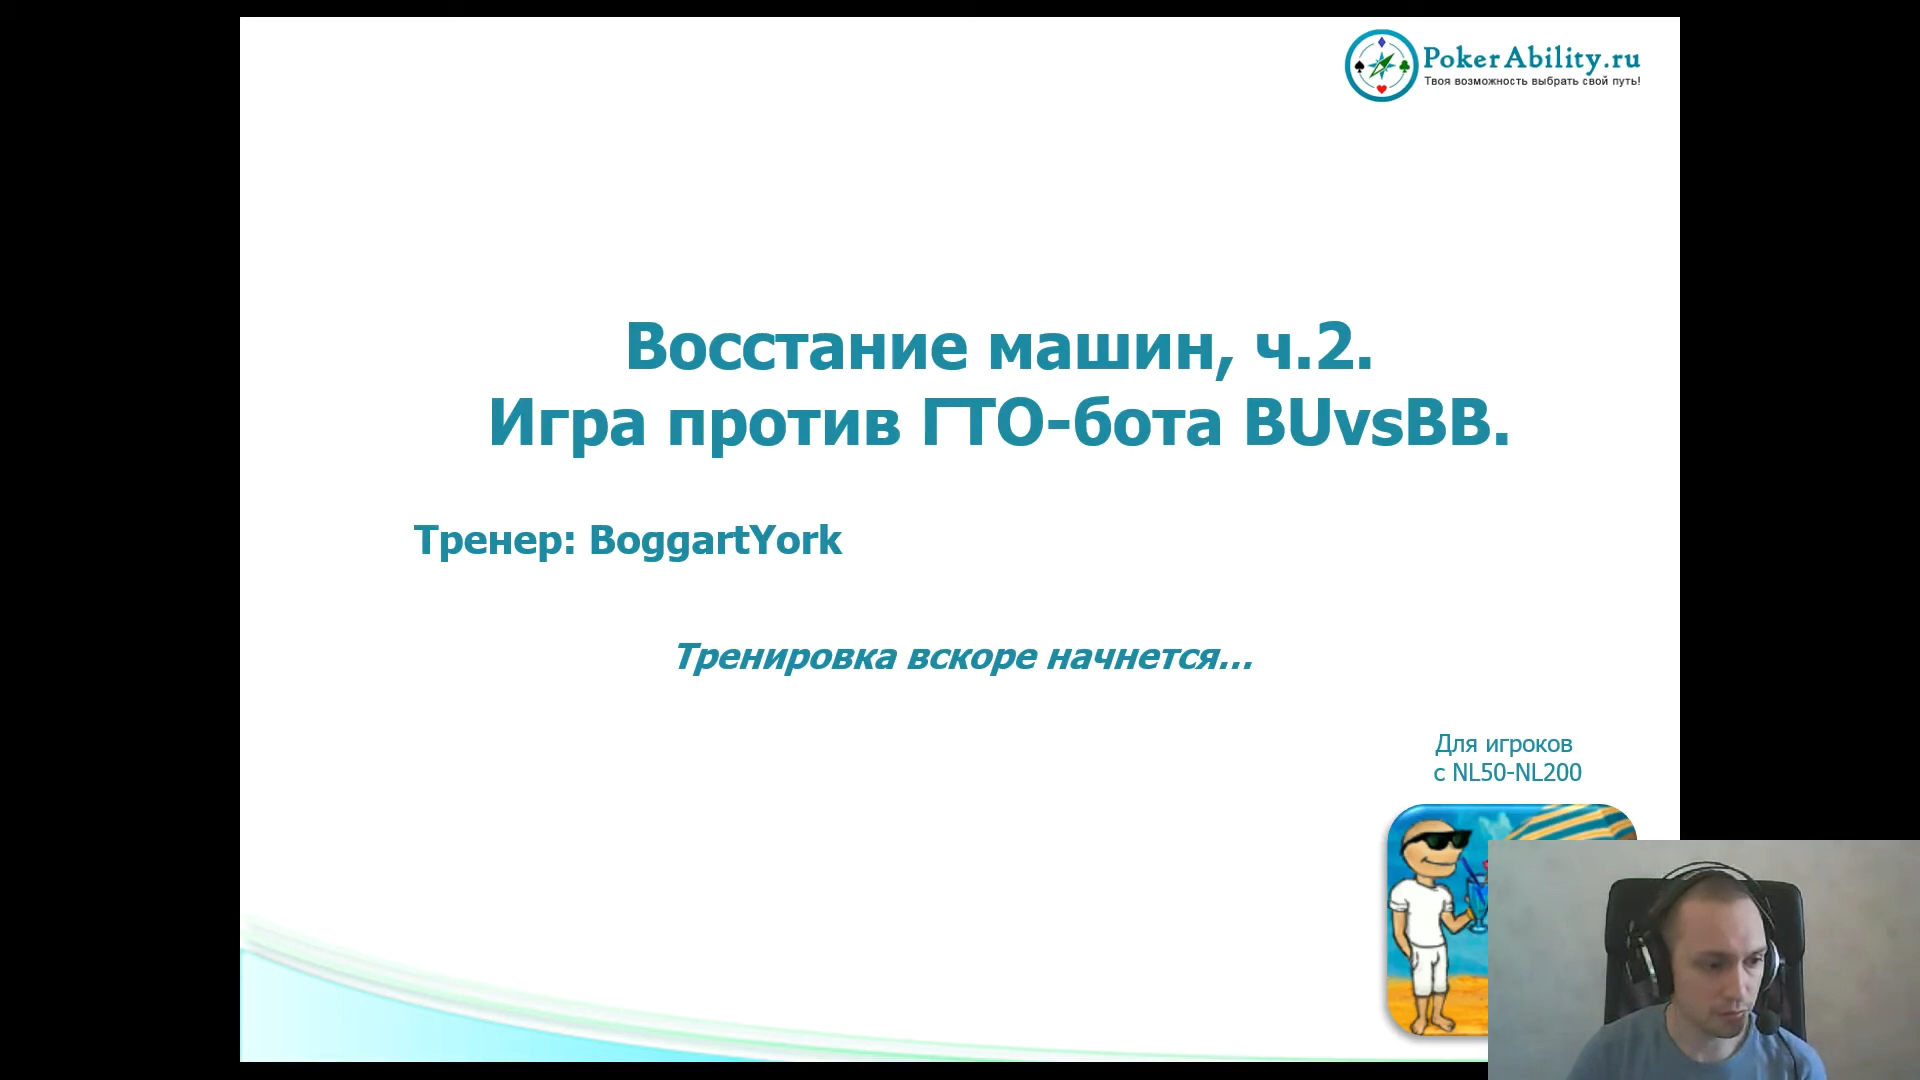 PokerAbility.ru
Твоя возможность выбрать свой путь!
Восстание машин, ч.2.
Игра против ГТО-бота BUvsBB.
Тренер: BoggartYork
Тренировка вскоре начнется...
Для игроков
с NL50-NL200